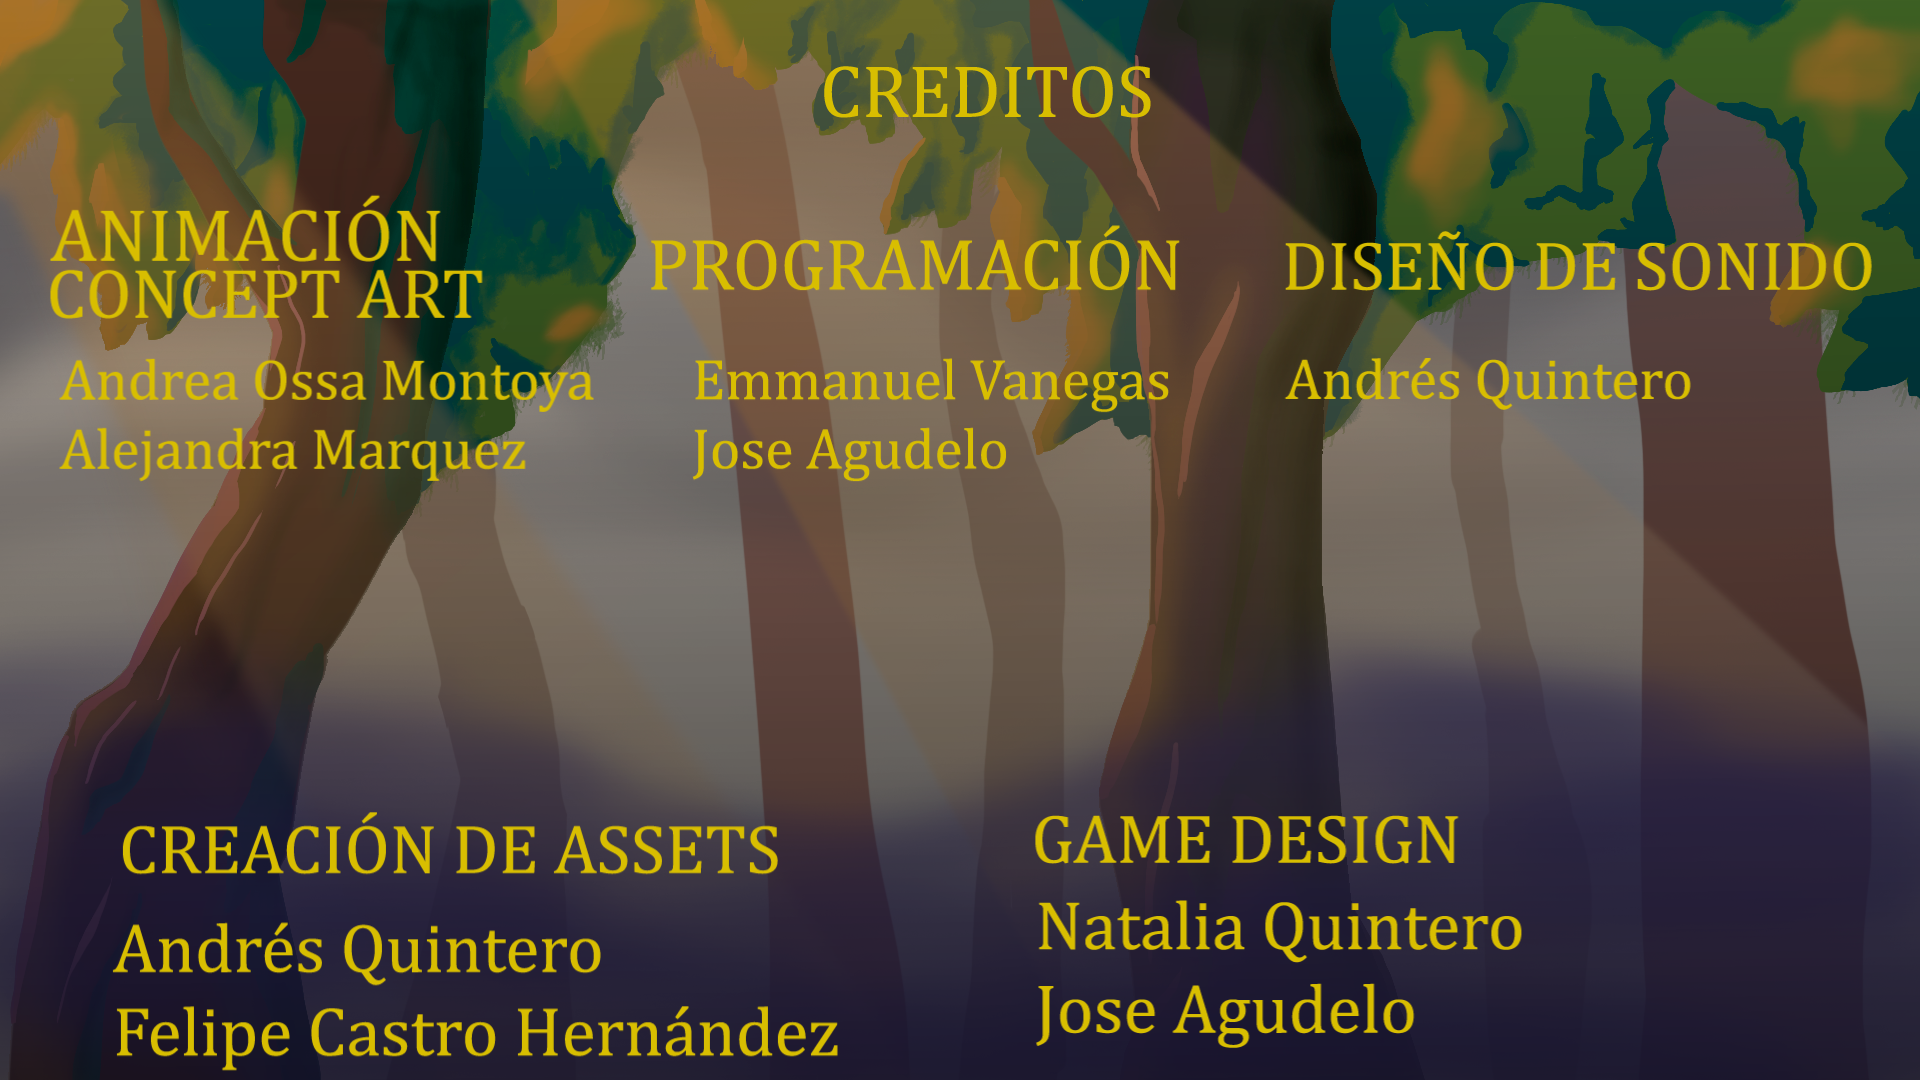 CREDITOS
ANIMACIÓN
CONCEPT ART
Andrea Ossa Montoya
Alejandra Marquez
PROGRAMACIÓN
Emmanuel Vanegas
Jose Agudelo
DISEÑO DE SONIDO
Andrés Quintero
CREACIÓN DE ASSETS
Andrés Quintero
Felipe Castro Hernández
GAME DESIGN
Natalia Quintero
Jose Agudelo